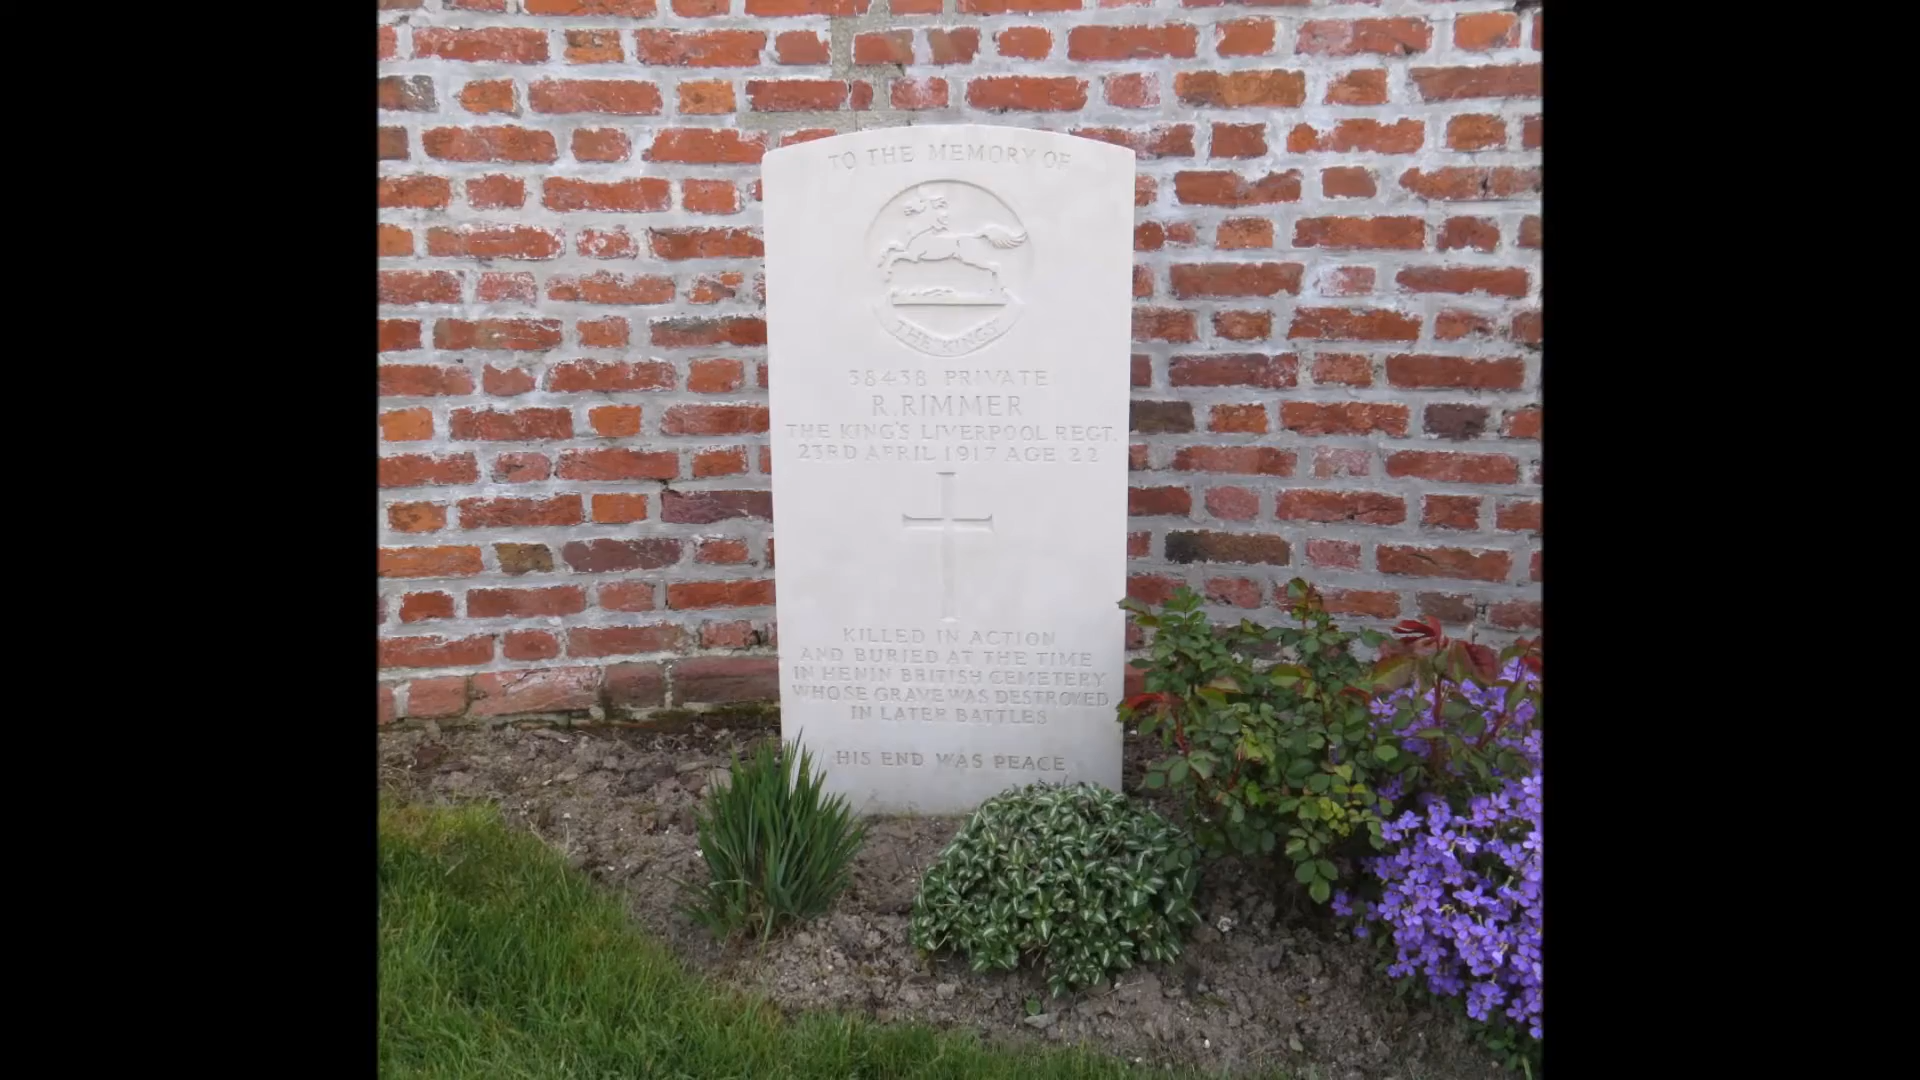 TO THE MEMORY OF
THE "KINGS"
38438 PRIVATE
R. RIMMER
THE KING'S LIVERPOOL REGT.
23RD APRIL 1917 AGE 22
KILLED IN ACTION
AND BURIED AT THE TIME
IN HENIN BRITISH CEMETERY
WHOSE GRAVE WAS DESTROYED
IN LATER BATTLES
HIS END WAS PEACE